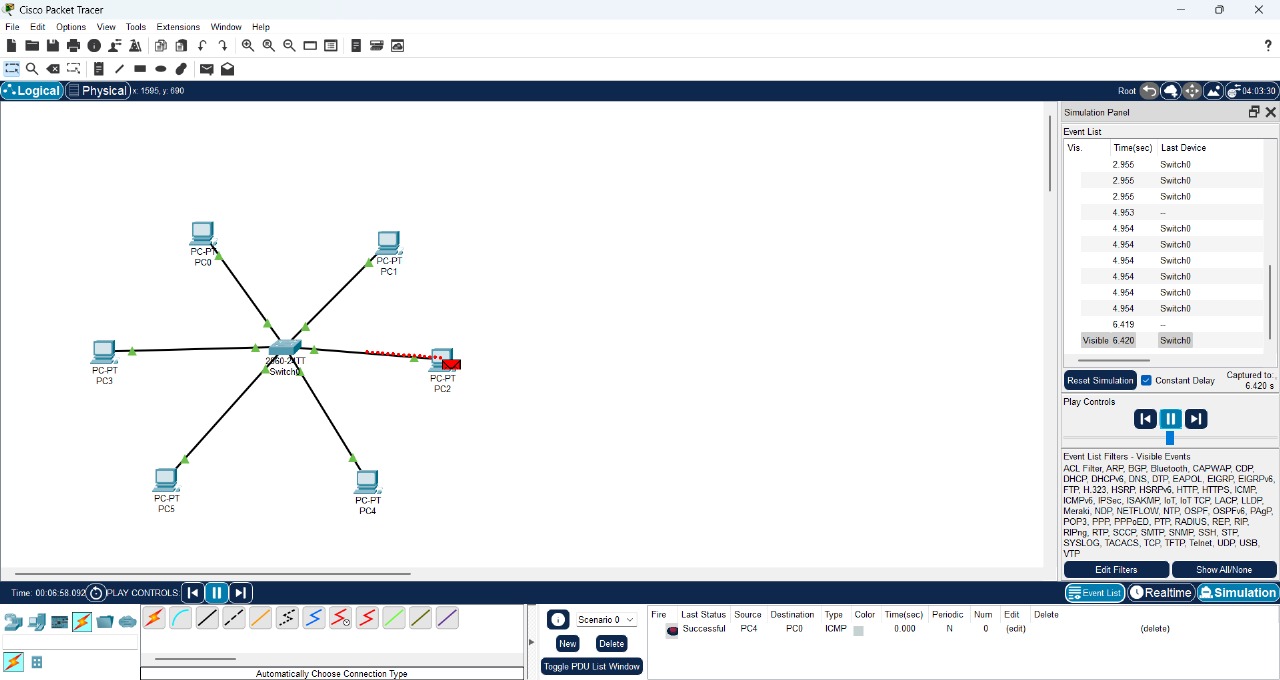 Cisco Packet Tracer
File Edit Options View Tools Extensions Window Help
?
Logical Physical x: 1595, y: 690
Root 04:03:30
Simulation Panel
Event List
Vis. Time(sec) Last Device
2.955 Switch0
2.955 Switch0
2.955 Switch0
4.953 --
4.954 Switch0
4.954 Switch0
4.954 Switch0
4.954 Switch0
4.954 Switch0
4.954 Switch0
6.419 --
Visible 6.420 Switch0
Reset Simulation Constant Delay Captured to:
6.420 s
Play Controls
Event List Filters - Visible Events
ACL Filter, ARP, BGP, Bluetooth, CAPWAP, CDP,
DHCP, DHCPv6, DNS, DTP, EAPOL, EIGRP, EIGRPv6,
FTP, H.323, HSRP, HSRPv6, HTTP, HTTPS, ICMP,
ICMPv6, IPSec, ISAKMP, IoT, IoT TCP, LACP, LLDP,
Meraki, NDP, NETFLOW, NTP, OSPF, OSPFv6, PAgP,
POP3, PPP, PPPoED, PTP, RADIUS, REP, RIP,
RIPng, RTP, SCCP, SMTP, SNMP, SSH, STP,
SYSLOG, TACACS, TCP, TFTP, Telnet, UDP, USB,
VTP
Edit Filters Show All/None
PC-PT
PC0
PC-PT
PC1
PC-PT
PC3
2960-24TT
Switch0
PC-PT
PC2
PC-PT
PC5
PC-PT
PC4
Time: 00:06:58.092 PLAY CONTROLS:
Event List Realtime Simulation
Scenario 0
New Delete
Toggle PDU List Window
Fire Last Status Source Destination Type Color Time(sec) Periodic Num Edit Delete
Successful PC4 PC0 ICMP 0.000 N 0 (edit) (delete)
Automatically Choose Connection Type